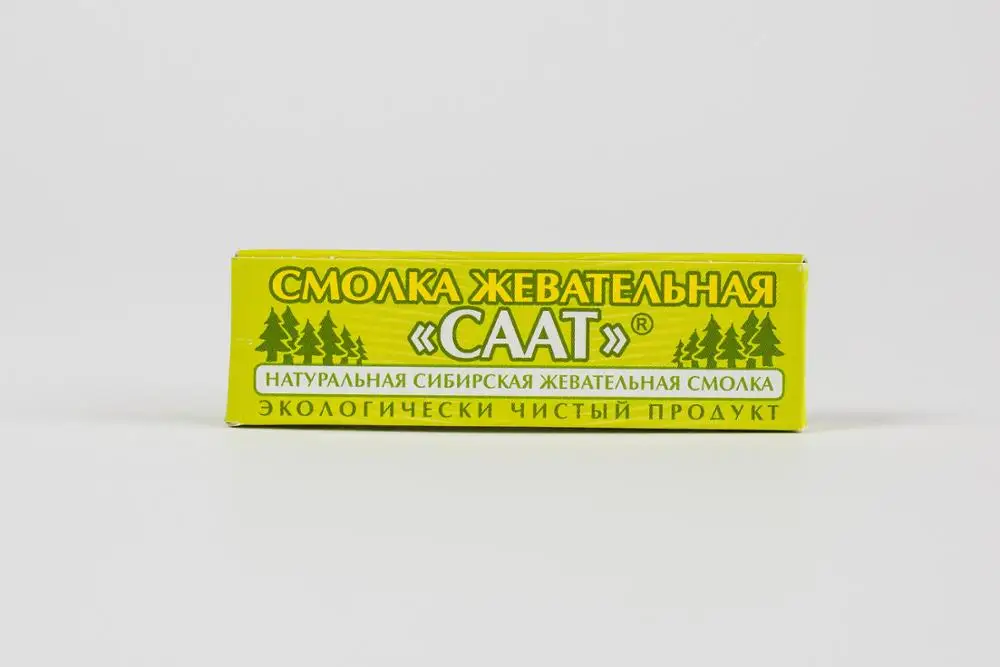 СМОЛКА ЖЕВАТЕЛЬНАЯ
«СААТ»®
НАТУРАЛЬНАЯ СИБИРСКАЯ ЖЕВАТЕЛЬНАЯ СМОЛКА
ЭКОЛОГИЧЕСКИ ЧИСТЫЙ ПРОДУКТ